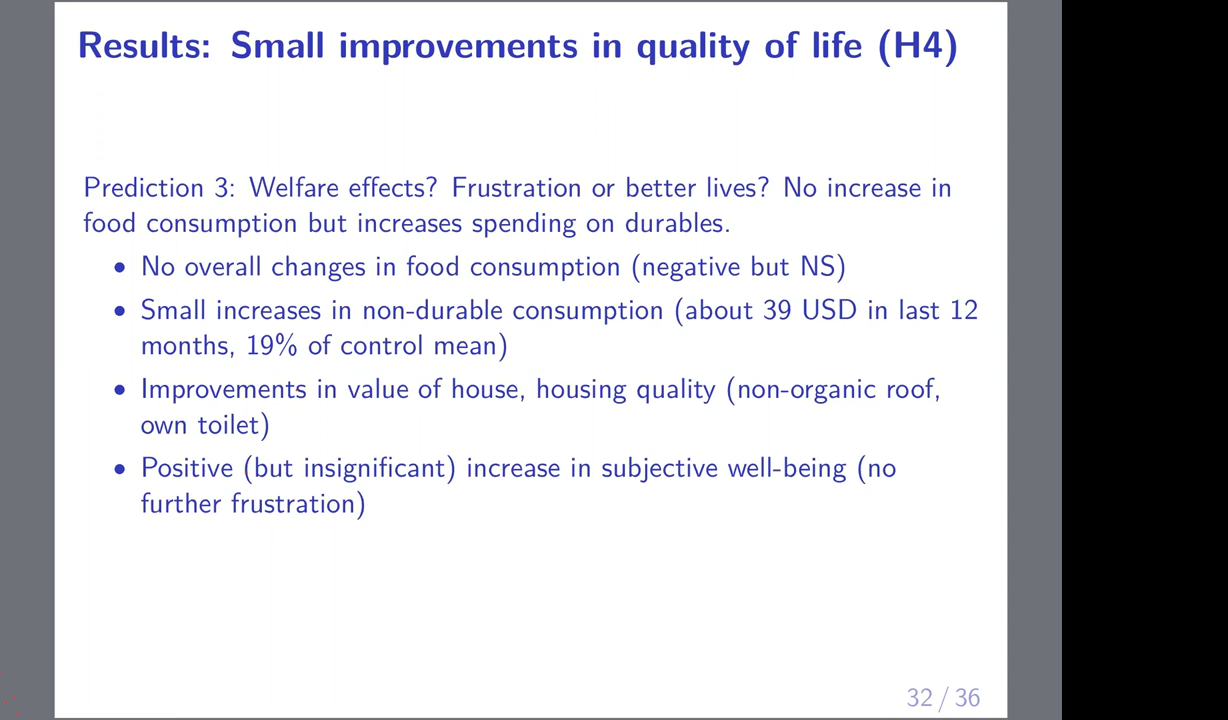 Results: Small improvements in quality of life (H4)
Prediction 3: Welfare effects? Frustration or better lives? No increase in
food consumption but increases spending on durables.
• No overall changes in food consumption (negative but NS)
• Small increases in non-durable consumption (about 39 USD in last 12
months, 19% of control mean)
• Improvements in value of house, housing quality (non-organic roof,
own toilet)
• Positive (but insignificant) increase in subjective well-being (no
further frustration)
32 / 36